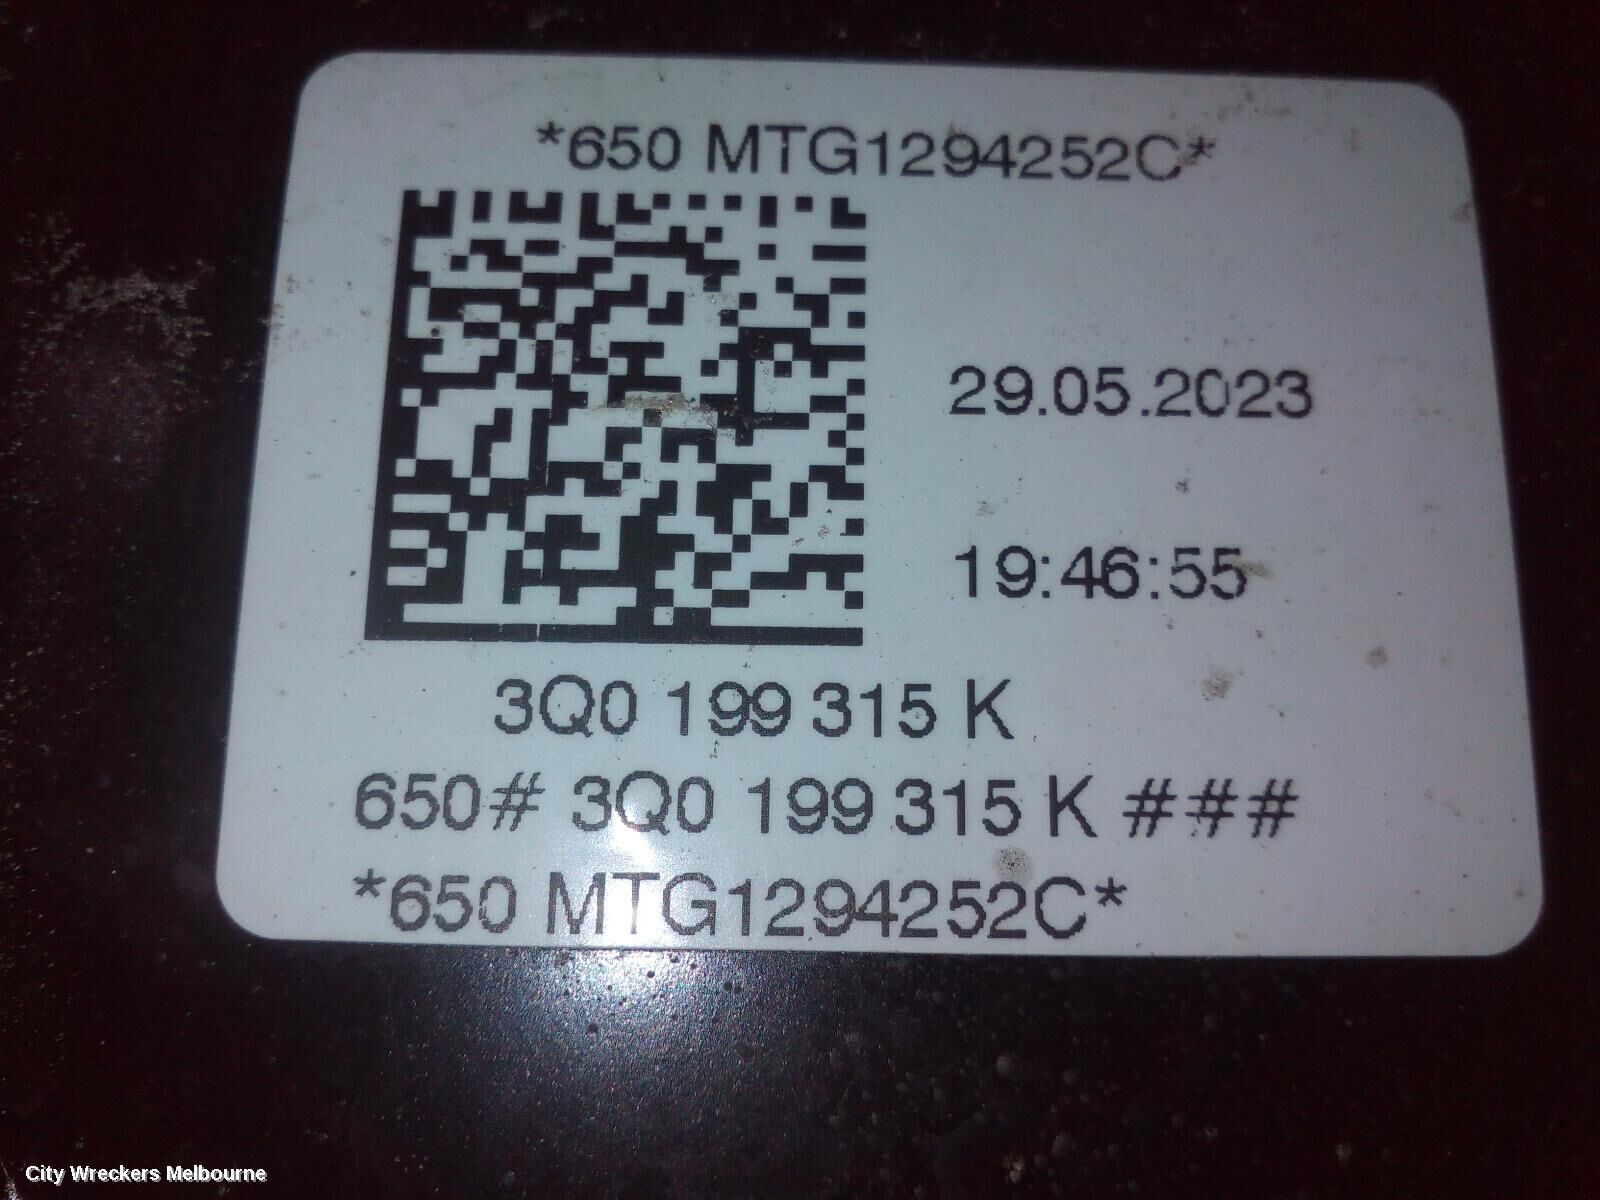 *650 MTG1294252C*
29.05.2023
19:46:55
3Q0 199 315 K
650# 3Q0 199 315 K ###
*650 MTG1294252C*
City Wreckers Melbourne